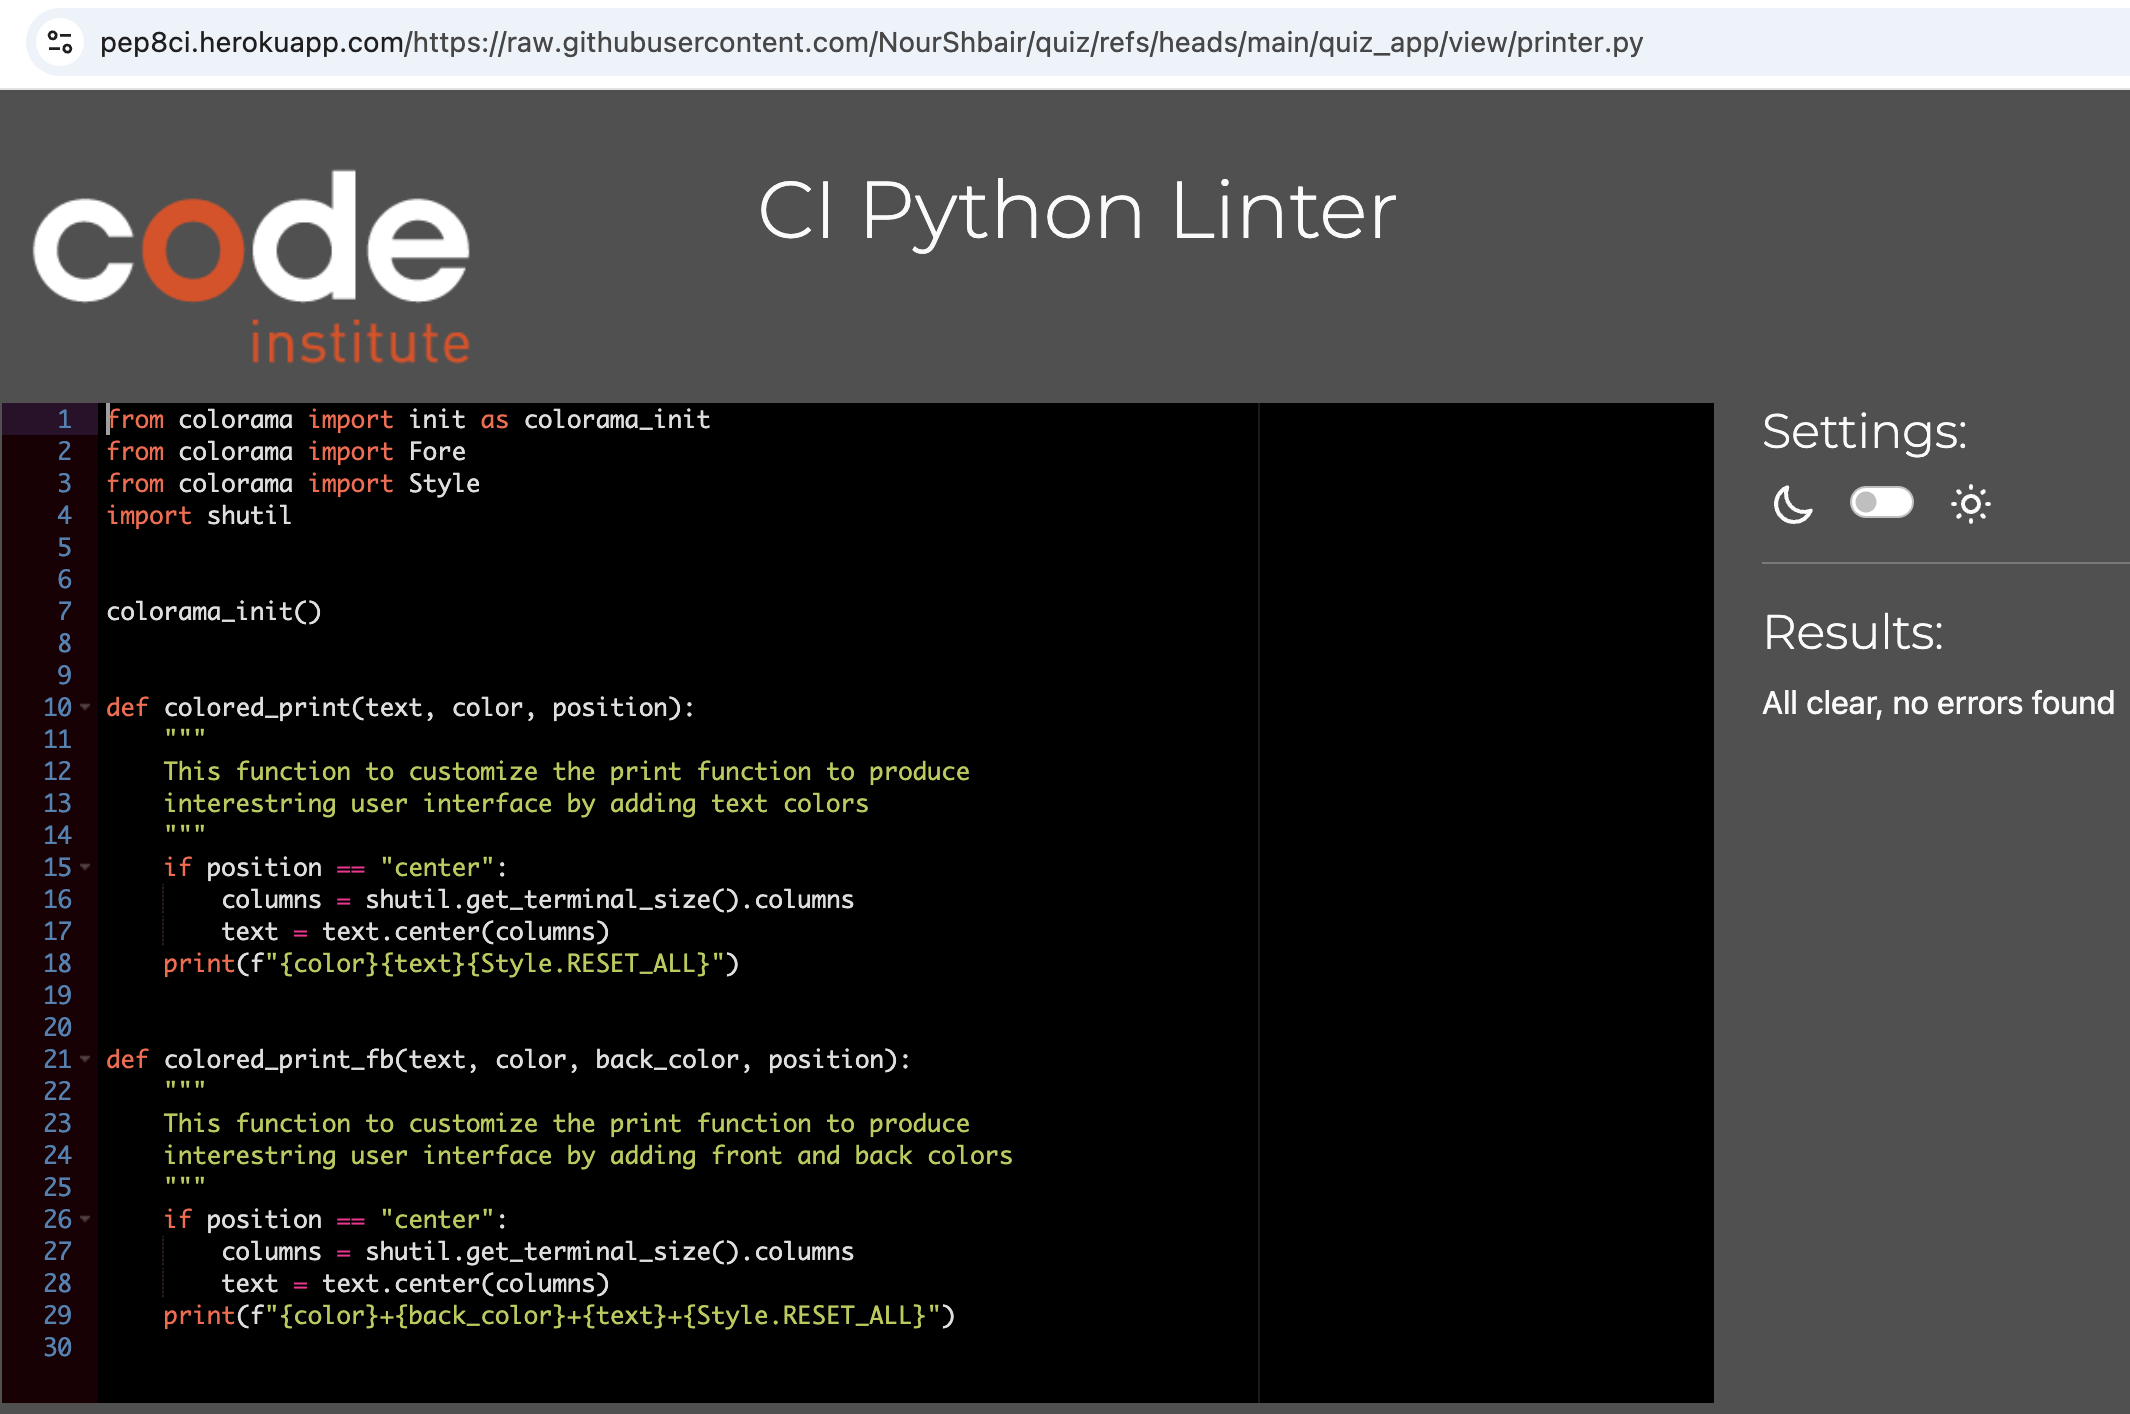 pep8ci.herokuapp.com/https://raw.githubusercontent.com/NourShbair/quiz/refs/heads/main/quiz_app/view/printer.py
code
institute
CI Python Linter
1 from colorama import init as colorama_init
2 from colorama import Fore
3 from colorama import Style
4 import shutil
5
6
7 colorama_init()
8
9
10 def colored_print(text, color, position):
11     """
12     This function to customize the print function to produce
13     interestring user interface by adding text colors
14     """
15     if position == "center":
16         columns = shutil.get_terminal_size().columns
17         text = text.center(columns)
18     print(f"{color}{text}{Style.RESET_ALL}")
19
20
21 def colored_print_fb(text, color, back_color, position):
22     """
23     This function to customize the print function to produce
24     interestring user interface by adding front and back colors
25     """
26     if position == "center":
27         columns = shutil.get_terminal_size().columns
28         text = text.center(columns)
29     print(f"{color}+{back_color}+{text}+{Style.RESET_ALL}")
30
Settings:
Results:
All clear, no errors found